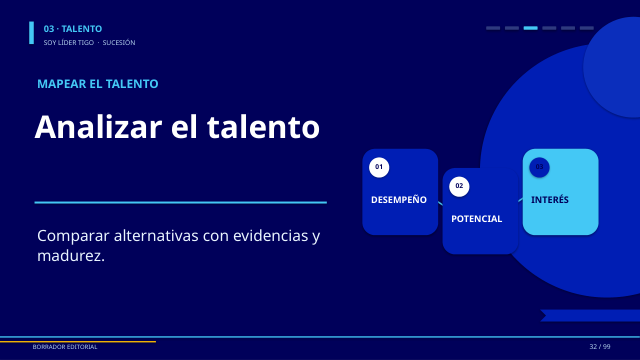 03 · TALENTO
SOY LÍDER TIGO · SUCESIÓN
MAPEAR EL TALENTO
Analizar el talento
Comparar alternativas con evidencias y
madurez.
01
DESEMPEÑO
02
POTENCIAL
03
INTERÉS
BORRADOR EDITORIAL
32 / 99